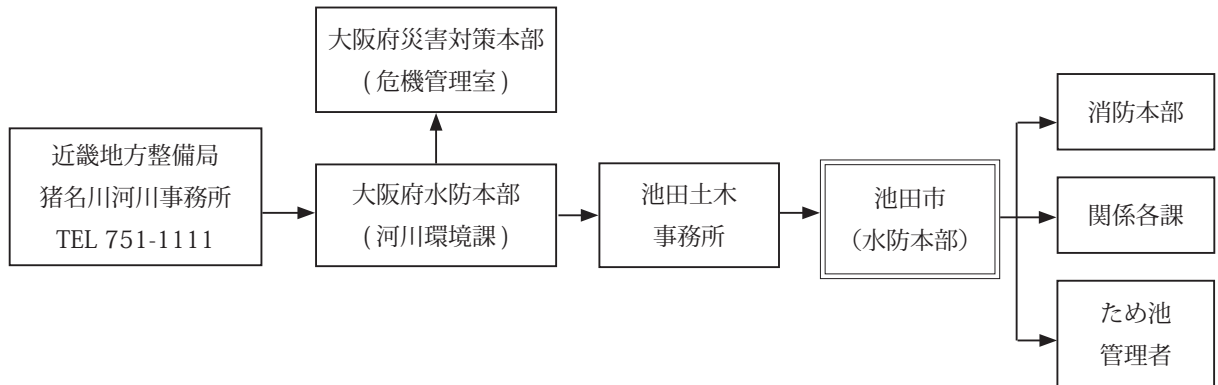 大阪府災害対策本部
(危機管理室)
近畿地方整備局
猪名川河川事務所
TEL 751-1111
大阪府水防本部
(河川環境課)
池田土木
事務所
池田市
（水防本部）
消防本部
関係各課
ため池
管理者